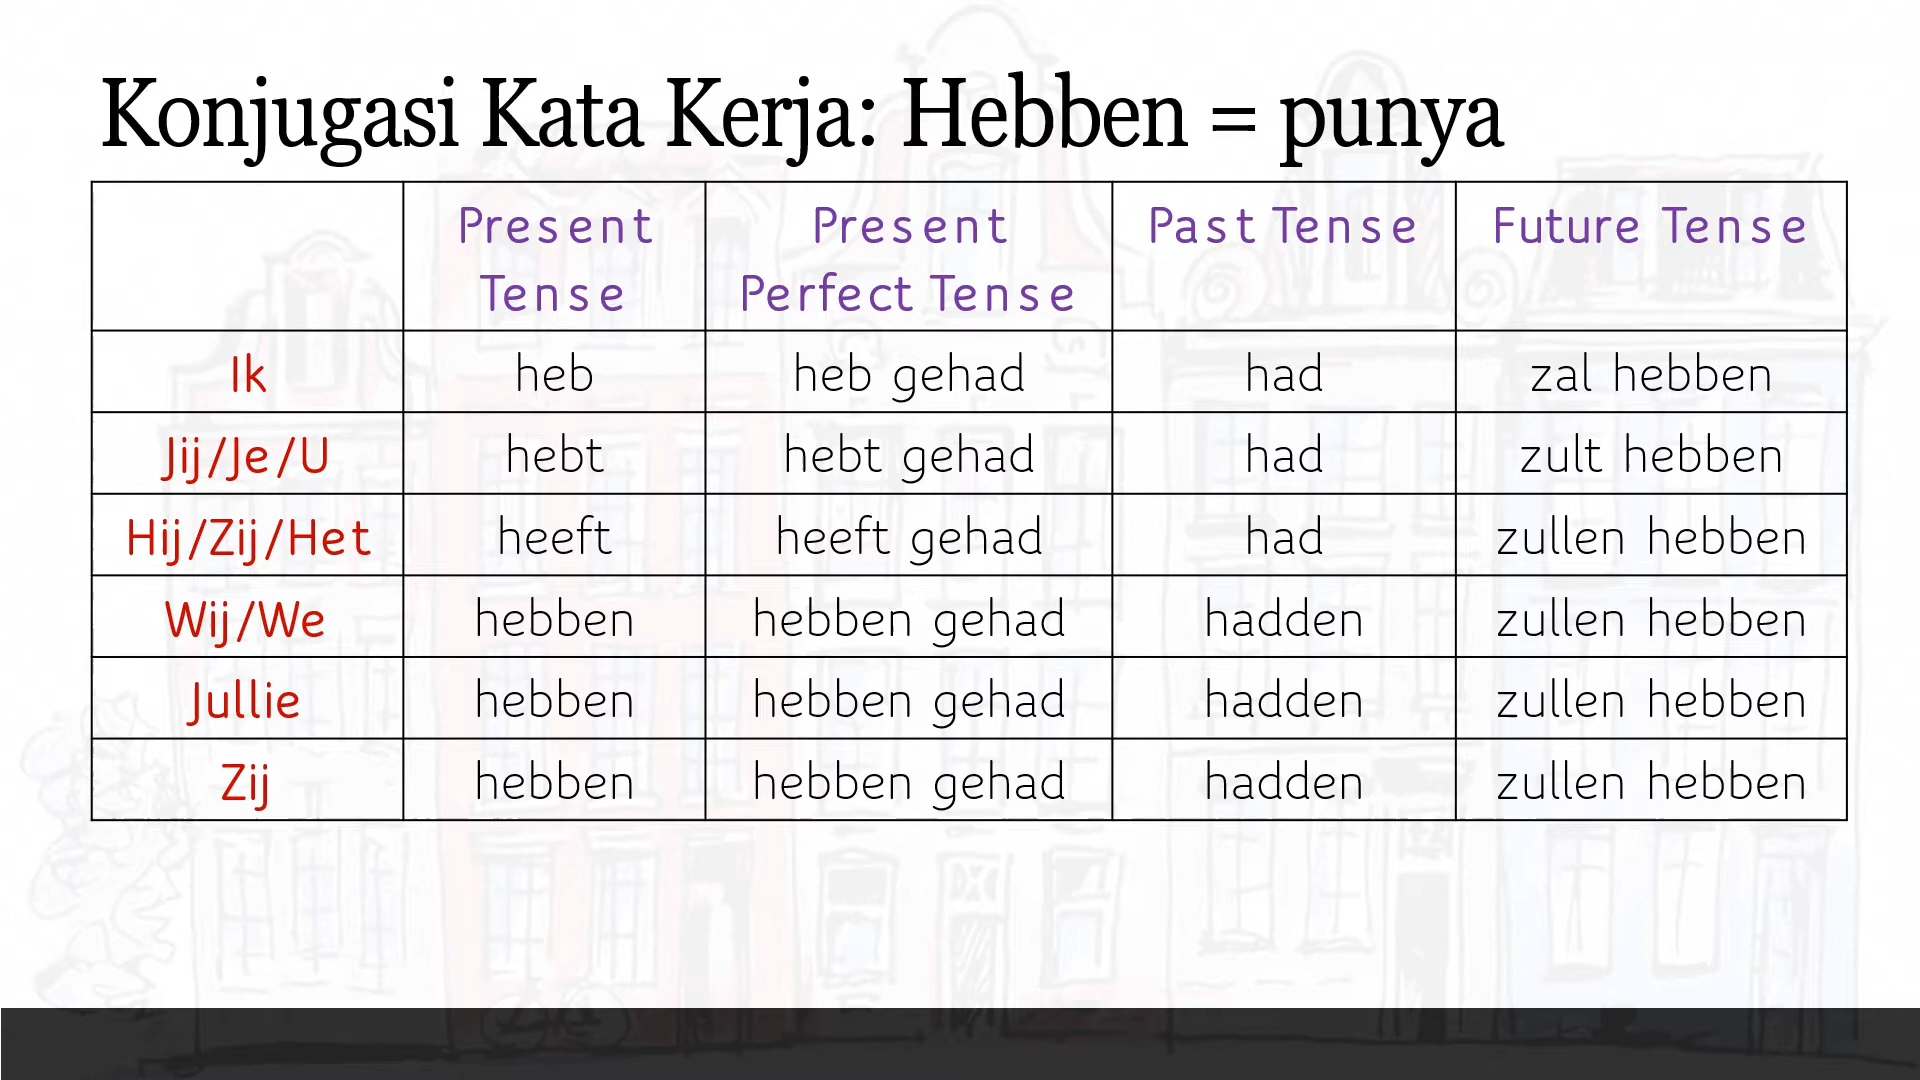 Konjugasi Kata Kerja: Hebben = punya
Present Tense Present Perfect Tense Past Tense Future Tense
Ik heb heb gehad had zal hebben
Jij/Je/U hebt hebt gehad had zult hebben
Hij/Zij/Het heeft heeft gehad had zullen hebben
Wij/We hebben hebben gehad hadden zullen hebben
Jullie hebben hebben gehad hadden zullen hebben
Zij hebben hebben gehad hadden zullen hebben